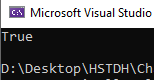 Microsoft Visual Studio
True
D:\Desktop\HSTDH\Ch